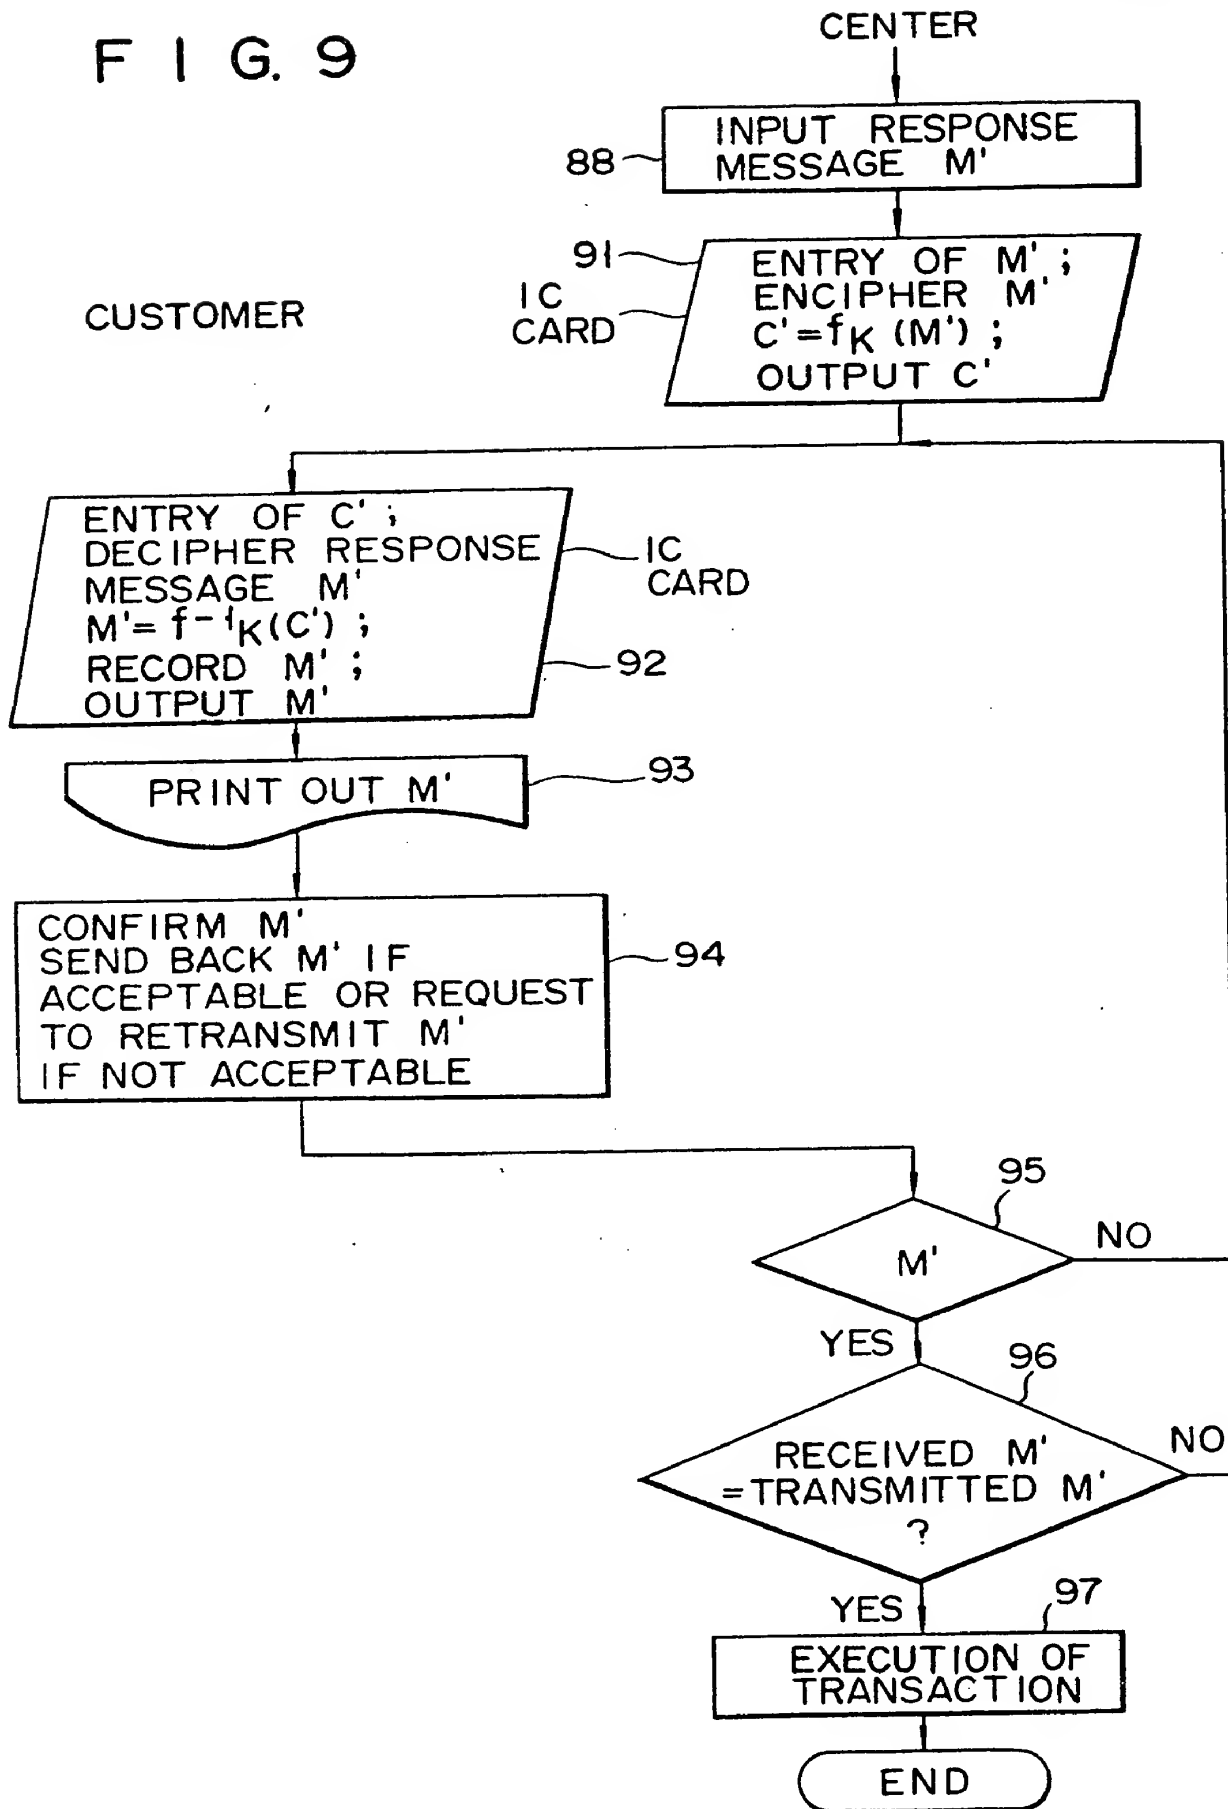 FIG. 9
CENTER
INPUT RESPONSE
MESSAGE M'
88
91
ENTRY OF M' ;
ENCIPHER M'
C'=fK (M') ;
OUTPUT C'
IC
CARD
CUSTOMER
ENTRY OF C' ;
DECIPHER RESPONSE
MESSAGE M'
M'= f-1K(C') ;
RECORD M' ;
OUTPUT M'
IC
CARD
92
PRINT OUT M'
93
CONFIRM M'
SEND BACK M' IF
ACCEPTABLE OR REQUEST
TO RETRANSMIT M'
IF NOT ACCEPTABLE
94
95
M'
NO
YES
96
RECEIVED M'
=TRANSMITTED M'
?
NO
YES
97
EXECUTION OF
TRANSACTION
END